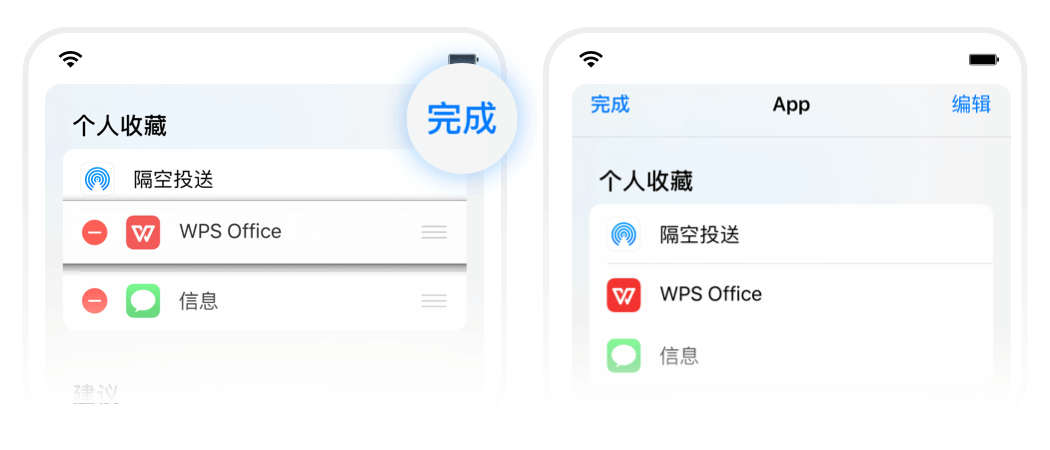 完成
个人收藏
隔空投送
WPS Office
信息
建议
完成 App 编辑
个人收藏
隔空投送
WPS Office
信息